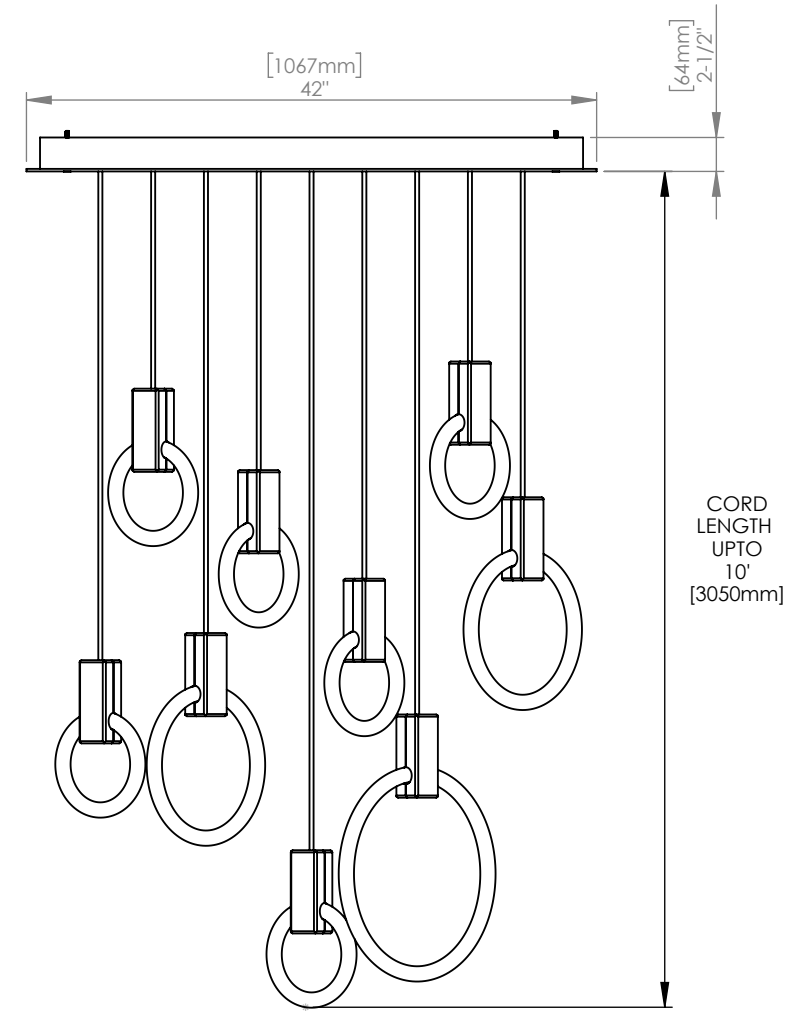 [1067mm]
42"
[64mm]
2-1/2"
CORD
LENGTH
UPTO
10'
[3050mm]